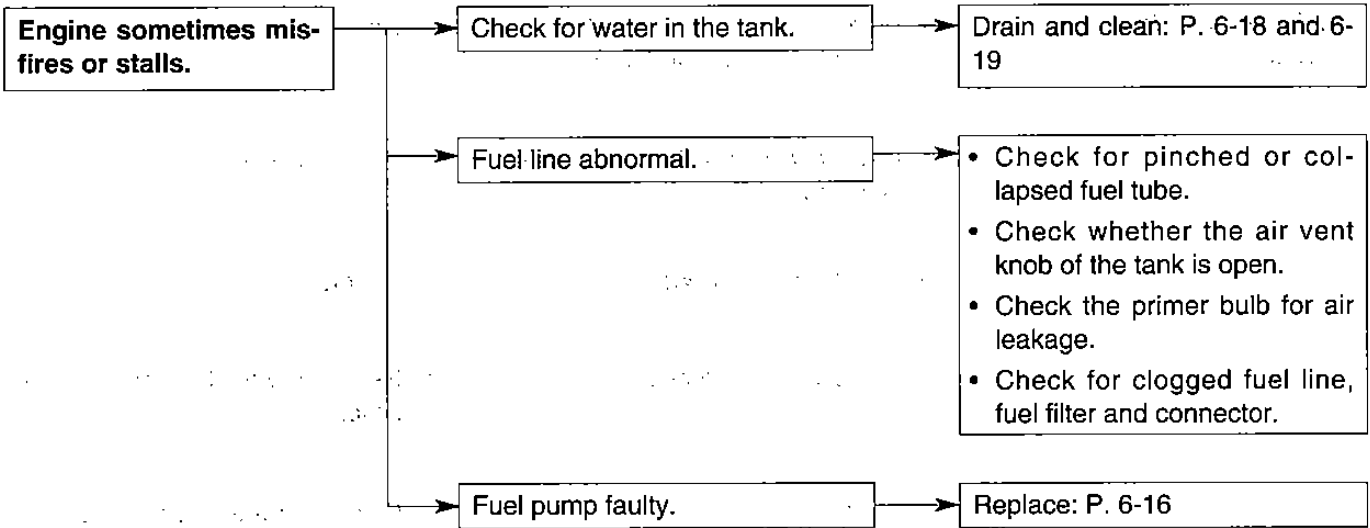 Engine sometimes mis-
fires or stalls.
Check for water in the tank.
Drain and clean: P. 6-18 and 6-
19
Fuel line abnormal.
• Check for pinched or col-
lapsed fuel tube.
• Check whether the air vent
knob of the tank is open.
• Check the primer bulb for air
leakage.
• Check for clogged fuel line,
fuel filter and connector.
Fuel pump faulty.
Replace: P. 6-16